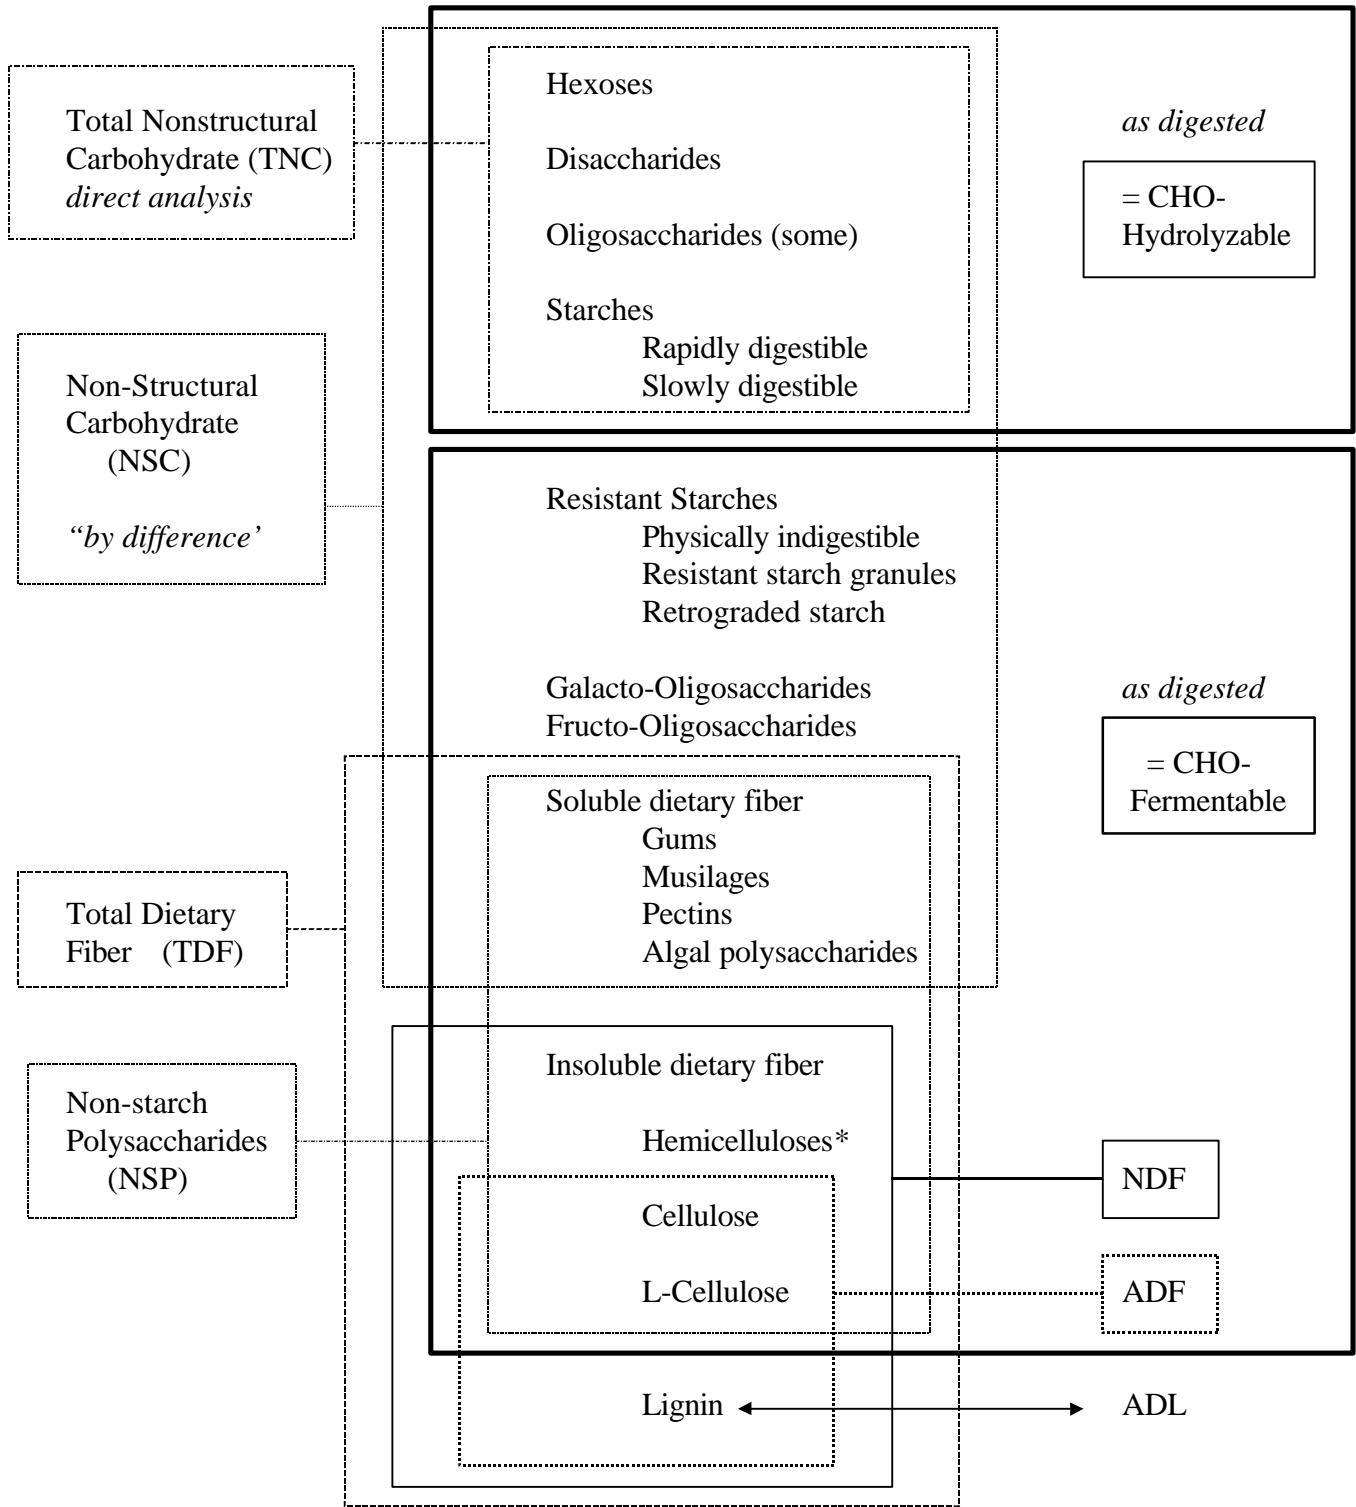 Hexoses
Total Nonstructural
Carbohydrate (TNC)
direct analysis
as digested
Disaccharides
= CHO-
Hydrolyzable
Oligosaccharides (some)
Starches
Rapidly digestible
Slowly digestible
Non-Structural
Carbohydrate
(NSC)
“by difference’
Resistant Starches
Physically indigestible
Resistant starch granules
Retrograded starch
Galacto-Oligosaccharides
Fructo-Oligosaccharides
as digested
= CHO-
Fermentable
Soluble dietary fiber
Gums
Musilages
Pectins
Algal polysaccharides
Total Dietary
Fiber (TDF)
Insoluble dietary fiber
Non-starch
Polysaccharides
(NSP)
Hemicelluloses*
NDF
Cellulose
L-Cellulose
ADF
Lignin
ADL